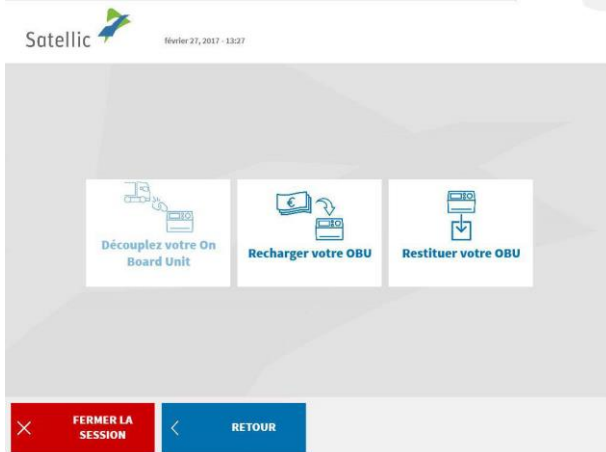 Satellic
février 27, 2017 - 13:27
Découplez votre On
Board Unit
€
Recharger votre OBU
Restituer votre OBU
FERMER LA
SESSION
RETOUR